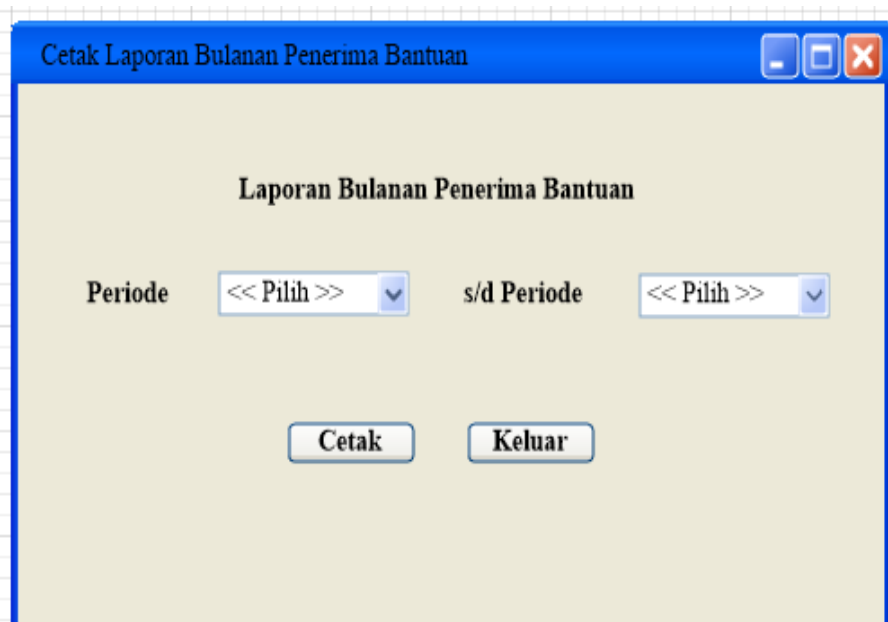 Cetak Laporan Bulanan Penerima Bantuan
Laporan Bulanan Penerima Bantuan
Periode << Pilih >> s/d Periode << Pilih >>
Cetak Keluar